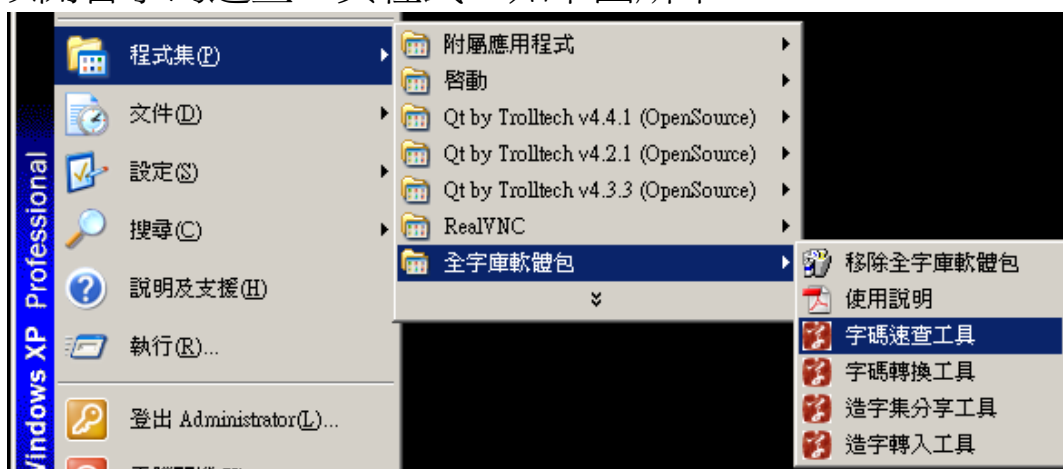 程式集(P)
文件(D)
設定(S)
搜尋(C)
說明及支援(H)
執行(R)...
登出 Administrator(L)...
Windows XP Professional
附屬應用程式
啓動
Qt by Trolltech v4.4.1 (OpenSource)
Qt by Trolltech v4.2.1 (OpenSource)
Qt by Trolltech v4.3.3 (OpenSource)
RealVNC
全字庫軟體包
移除全字庫軟體包
使用說明
字碼速查工具
字碼轉換工具
造字集分享工具
造字轉入工具